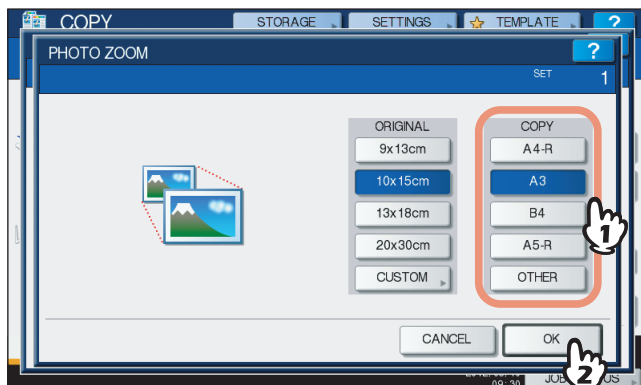 COPY STORAGE SETTINGS TEMPLATE ?
PHOTO ZOOM ?
SET 1
ORIGINAL COPY
9x13cm A4-R
10x15cm A3
13x18cm B4
1
20x30cm A5-R
CUSTOM OTHER
CANCEL OK
2
09:30